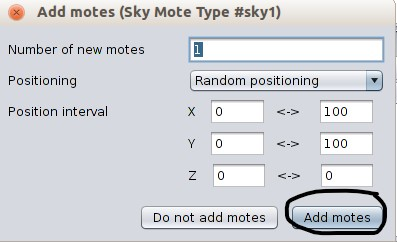 Add motes (Sky Mote Type #sky1)
Number of new motes 1
Positioning Random positioning
Position interval X 0 <-> 100
Y 0 <-> 100
Z 0 <-> 0
Do not add motes Add motes